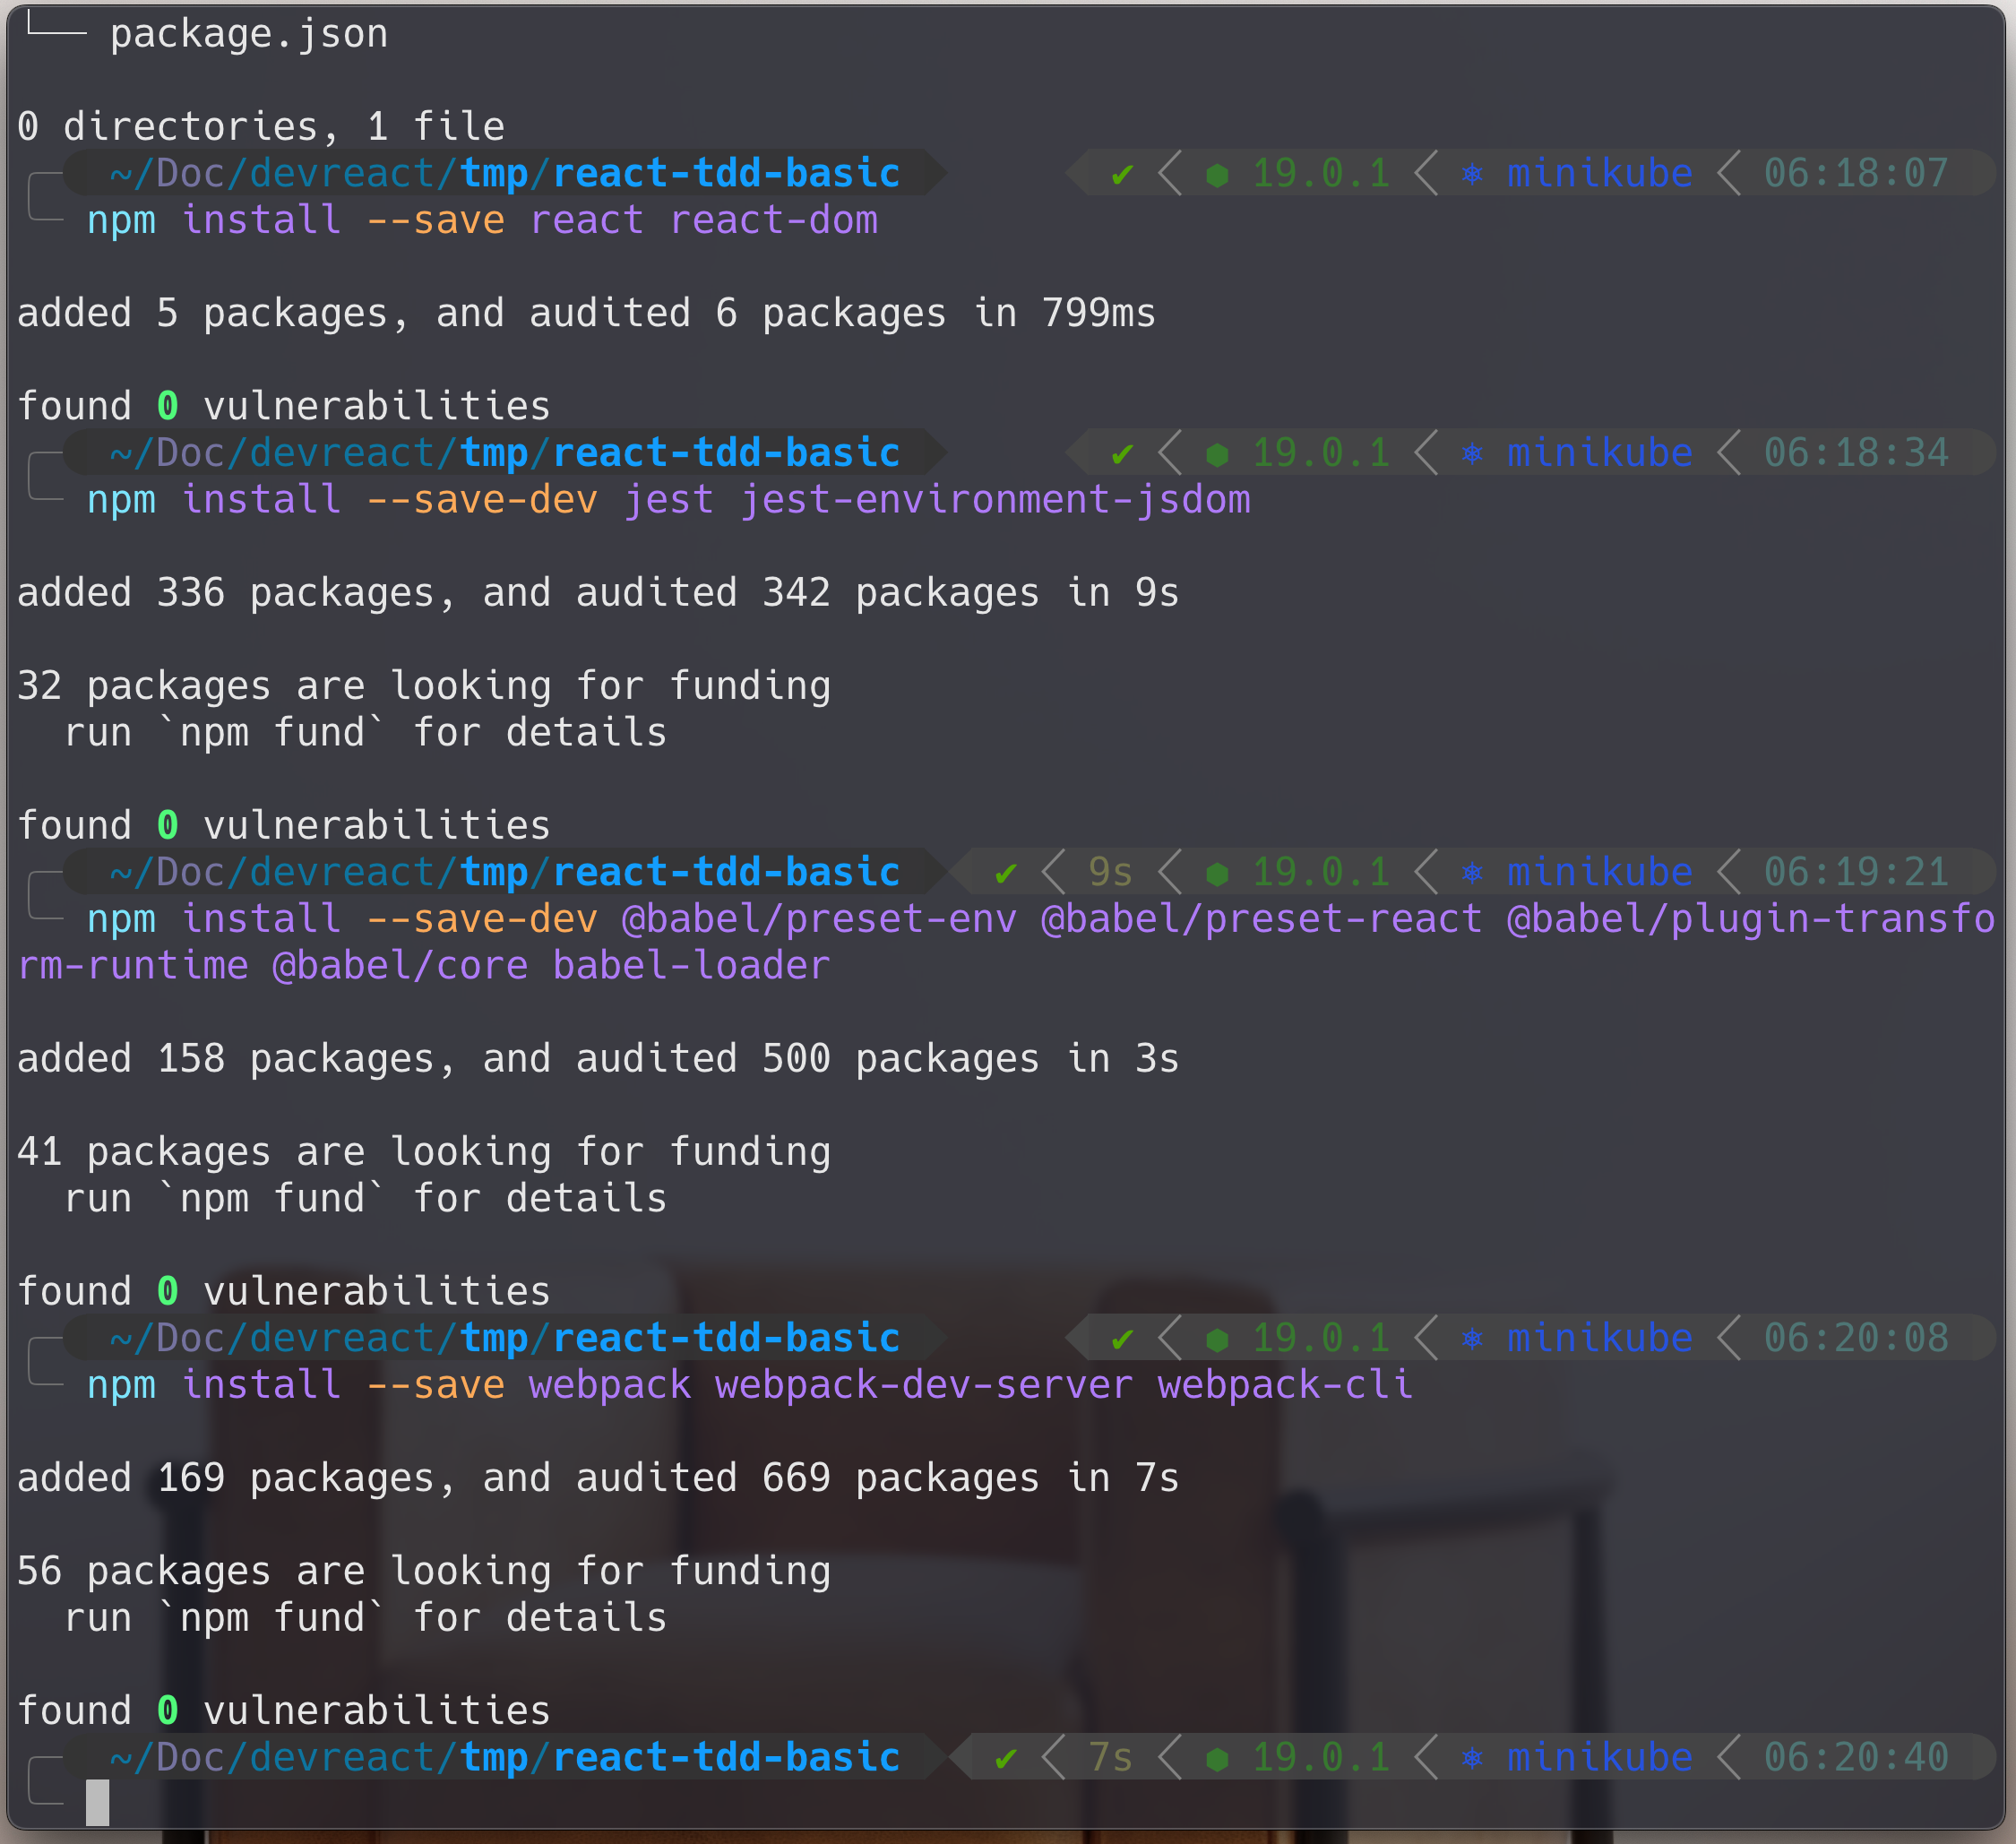 └── package.json
0 directories, 1 file
~/Doc/devreact/tmp/react-tdd-basic ✔ 19.0.1 minikube 06:18:07
npm install --save react react-dom
added 5 packages, and audited 6 packages in 799ms
found 0 vulnerabilities
~/Doc/devreact/tmp/react-tdd-basic ✔ 19.0.1 minikube 06:18:34
npm install --save-dev jest jest-environment-jsdom
added 336 packages, and audited 342 packages in 9s
32 packages are looking for funding
run `npm fund` for details
found 0 vulnerabilities
~/Doc/devreact/tmp/react-tdd-basic ✔ 9s 19.0.1 minikube 06:19:21
npm install --save-dev @babel/preset-env @babel/preset-react @babel/plugin-transfo
rm-runtime @babel/core babel-loader
added 158 packages, and audited 500 packages in 3s
41 packages are looking for funding
run `npm fund` for details
found 0 vulnerabilities
~/Doc/devreact/tmp/react-tdd-basic ✔ 19.0.1 minikube 06:20:08
npm install --save webpack webpack-dev-server webpack-cli
added 169 packages, and audited 669 packages in 7s
56 packages are looking for funding
run `npm fund` for details
found 0 vulnerabilities
~/Doc/devreact/tmp/react-tdd-basic ✔ 7s 19.0.1 minikube 06:20:40